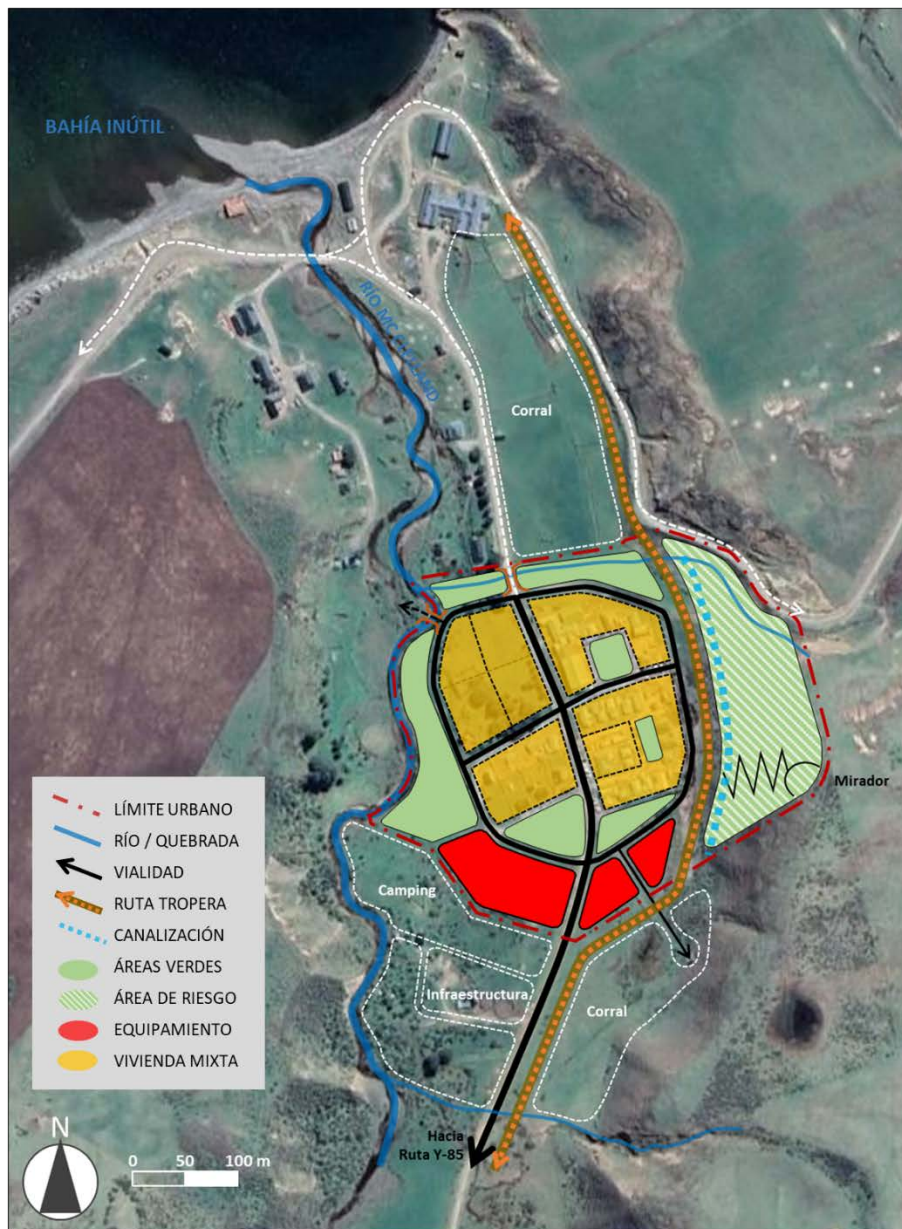 BAHÍA INÚTIL
RÍO MC
Corral
Mirador
LÍMITE URBANO
RÍO / QUEBRADA
VIALIDAD
RUTA TROPERA
CANALIZACIÓN
ÁREAS VERDES
ÁREA DE RIESGO
EQUIPAMIENTO
VIVIENDA MIXTA
Camping
Infraestructura
Corral
Hacia
Ruta Y-85
N
0 50 100 m